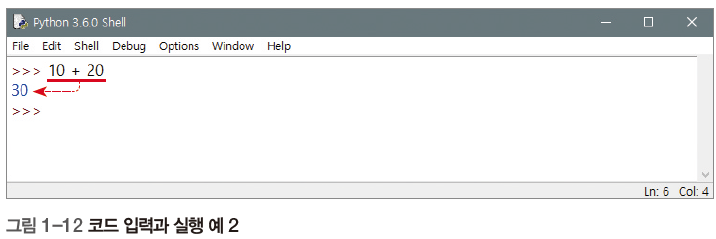 Python 3.6.0 Shell
File Edit Shell Debug Options Window Help
>>> 10 + 20
30
>>>
Ln: 6 Col: 4
그림 1-12 코드 입력과 실행 예 2